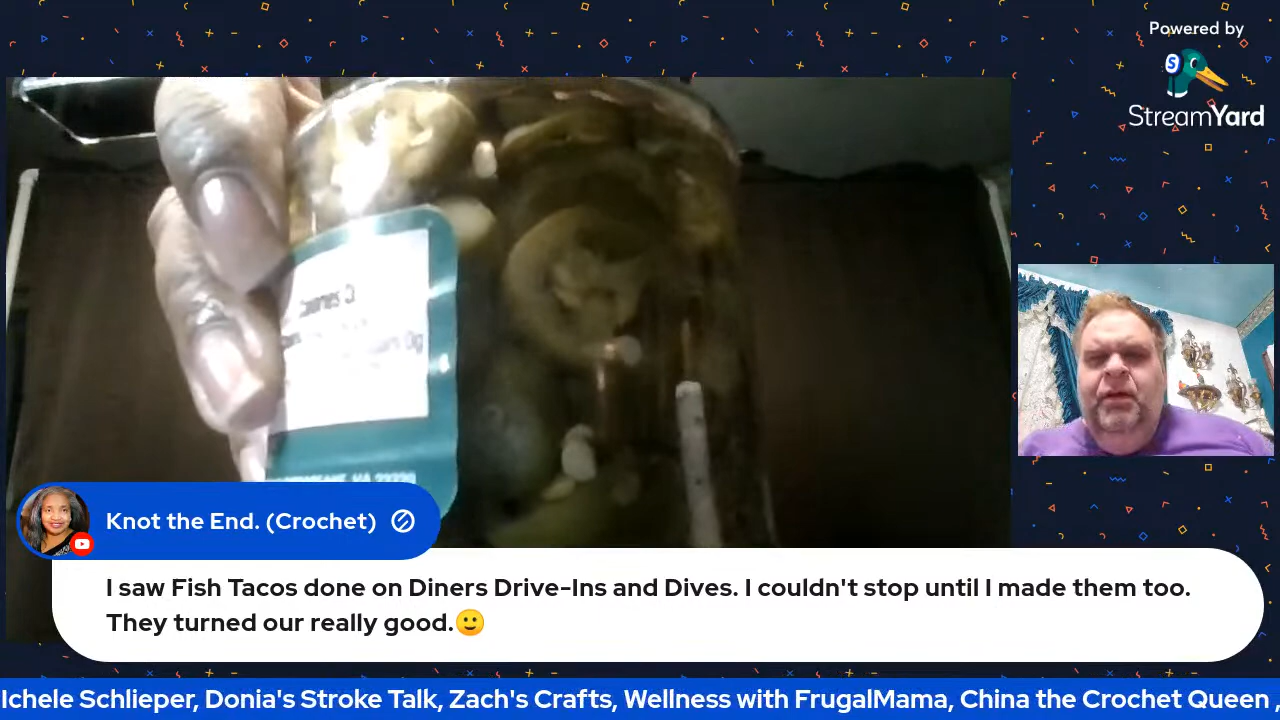 Powered by
StreamYard
Knot the End. (Crochet)
I saw Fish Tacos done on Diners Drive-Ins and Dives. I couldn't stop until I made them too.
They turned our really good.🙂
Ichele Schlieper, Donia's Stroke Talk, Zach's Crafts, Wellness with FrugalMama, China the Crochet Queen ,